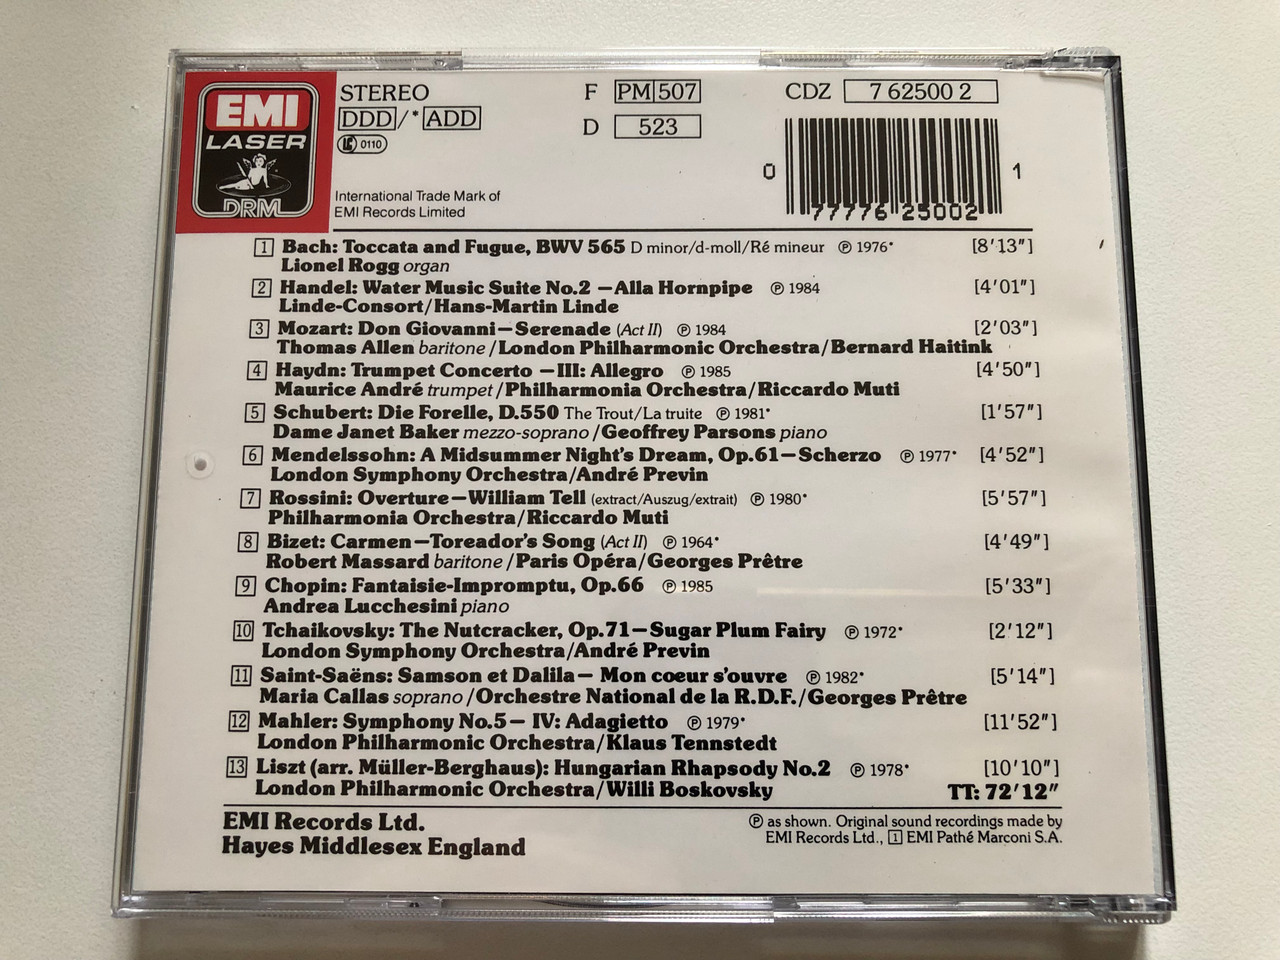 EMI
LASER
DRM
STEREO
DDD/*ADD
LC 0110
F PM 507
D 523
CDZ 7 62500 2
0 77776 25002 1
International Trade Mark of
EMI Records Limited
1 Bach: Toccata and Fugue, BWV 565 D minor/d-moll/Ré mineur ℗ 1976* [8'13"]
Lionel Rogg organ
2 Handel: Water Music Suite No.2 – Alla Hornpipe ℗ 1984 [4'01"]
Linde-Consort/Hans-Martin Linde
3 Mozart: Don Giovanni – Serenade (Act II) ℗ 1984 [2'03"]
Thomas Allen baritone/London Philharmonic Orchestra/Bernard Haitink
4 Haydn: Trumpet Concerto – III: Allegro ℗ 1985 [4'50"]
Maurice André trumpet/Philharmonia Orchestra/Riccardo Muti
5 Schubert: Die Forelle, D.550 The Trout/La truite ℗ 1981* [1'57"]
Dame Janet Baker mezzo-soprano/Geoffrey Parsons piano
6 Mendelssohn: A Midsummer Night's Dream, Op.61 – Scherzo ℗ 1977* [4'52"]
London Symphony Orchestra/André Previn
7 Rossini: Overture – William Tell (extract/Auszug/extrait) ℗ 1980* [5'57"]
Philharmonia Orchestra/Riccardo Muti
8 Bizet: Carmen – Toreador's Song (Act II) ℗ 1964* [4'49"]
Robert Massard baritone/Paris Opéra/Georges Prêtre
9 Chopin: Fantaisie-Impromptu, Op.66 ℗ 1985 [5'33"]
Andrea Lucchesini piano
10 Tchaikovsky: The Nutcracker, Op.71 – Sugar Plum Fairy ℗ 1972* [2'12"]
London Symphony Orchestra/André Previn
11 Saint-Saëns: Samson et Dalila – Mon coeur s'ouvre ℗ 1982* [5'14"]
Maria Callas soprano/Orchestre National de la R.D.F./Georges Prêtre
12 Mahler: Symphony No.5 – IV: Adagietto ℗ 1979* [11'52"]
London Philharmonic Orchestra/Klaus Tennstedt
13 Liszt (arr. Müller-Berghaus): Hungarian Rhapsody No.2 ℗ 1978* [10'10"]
London Philharmonic Orchestra/Willi Boskovsky TT: 72'12"
EMI Records Ltd.
Hayes Middlesex England
℗ as shown. Original sound recordings made by
EMI Records Ltd., 1 EMI Pathé Marconi S.A.